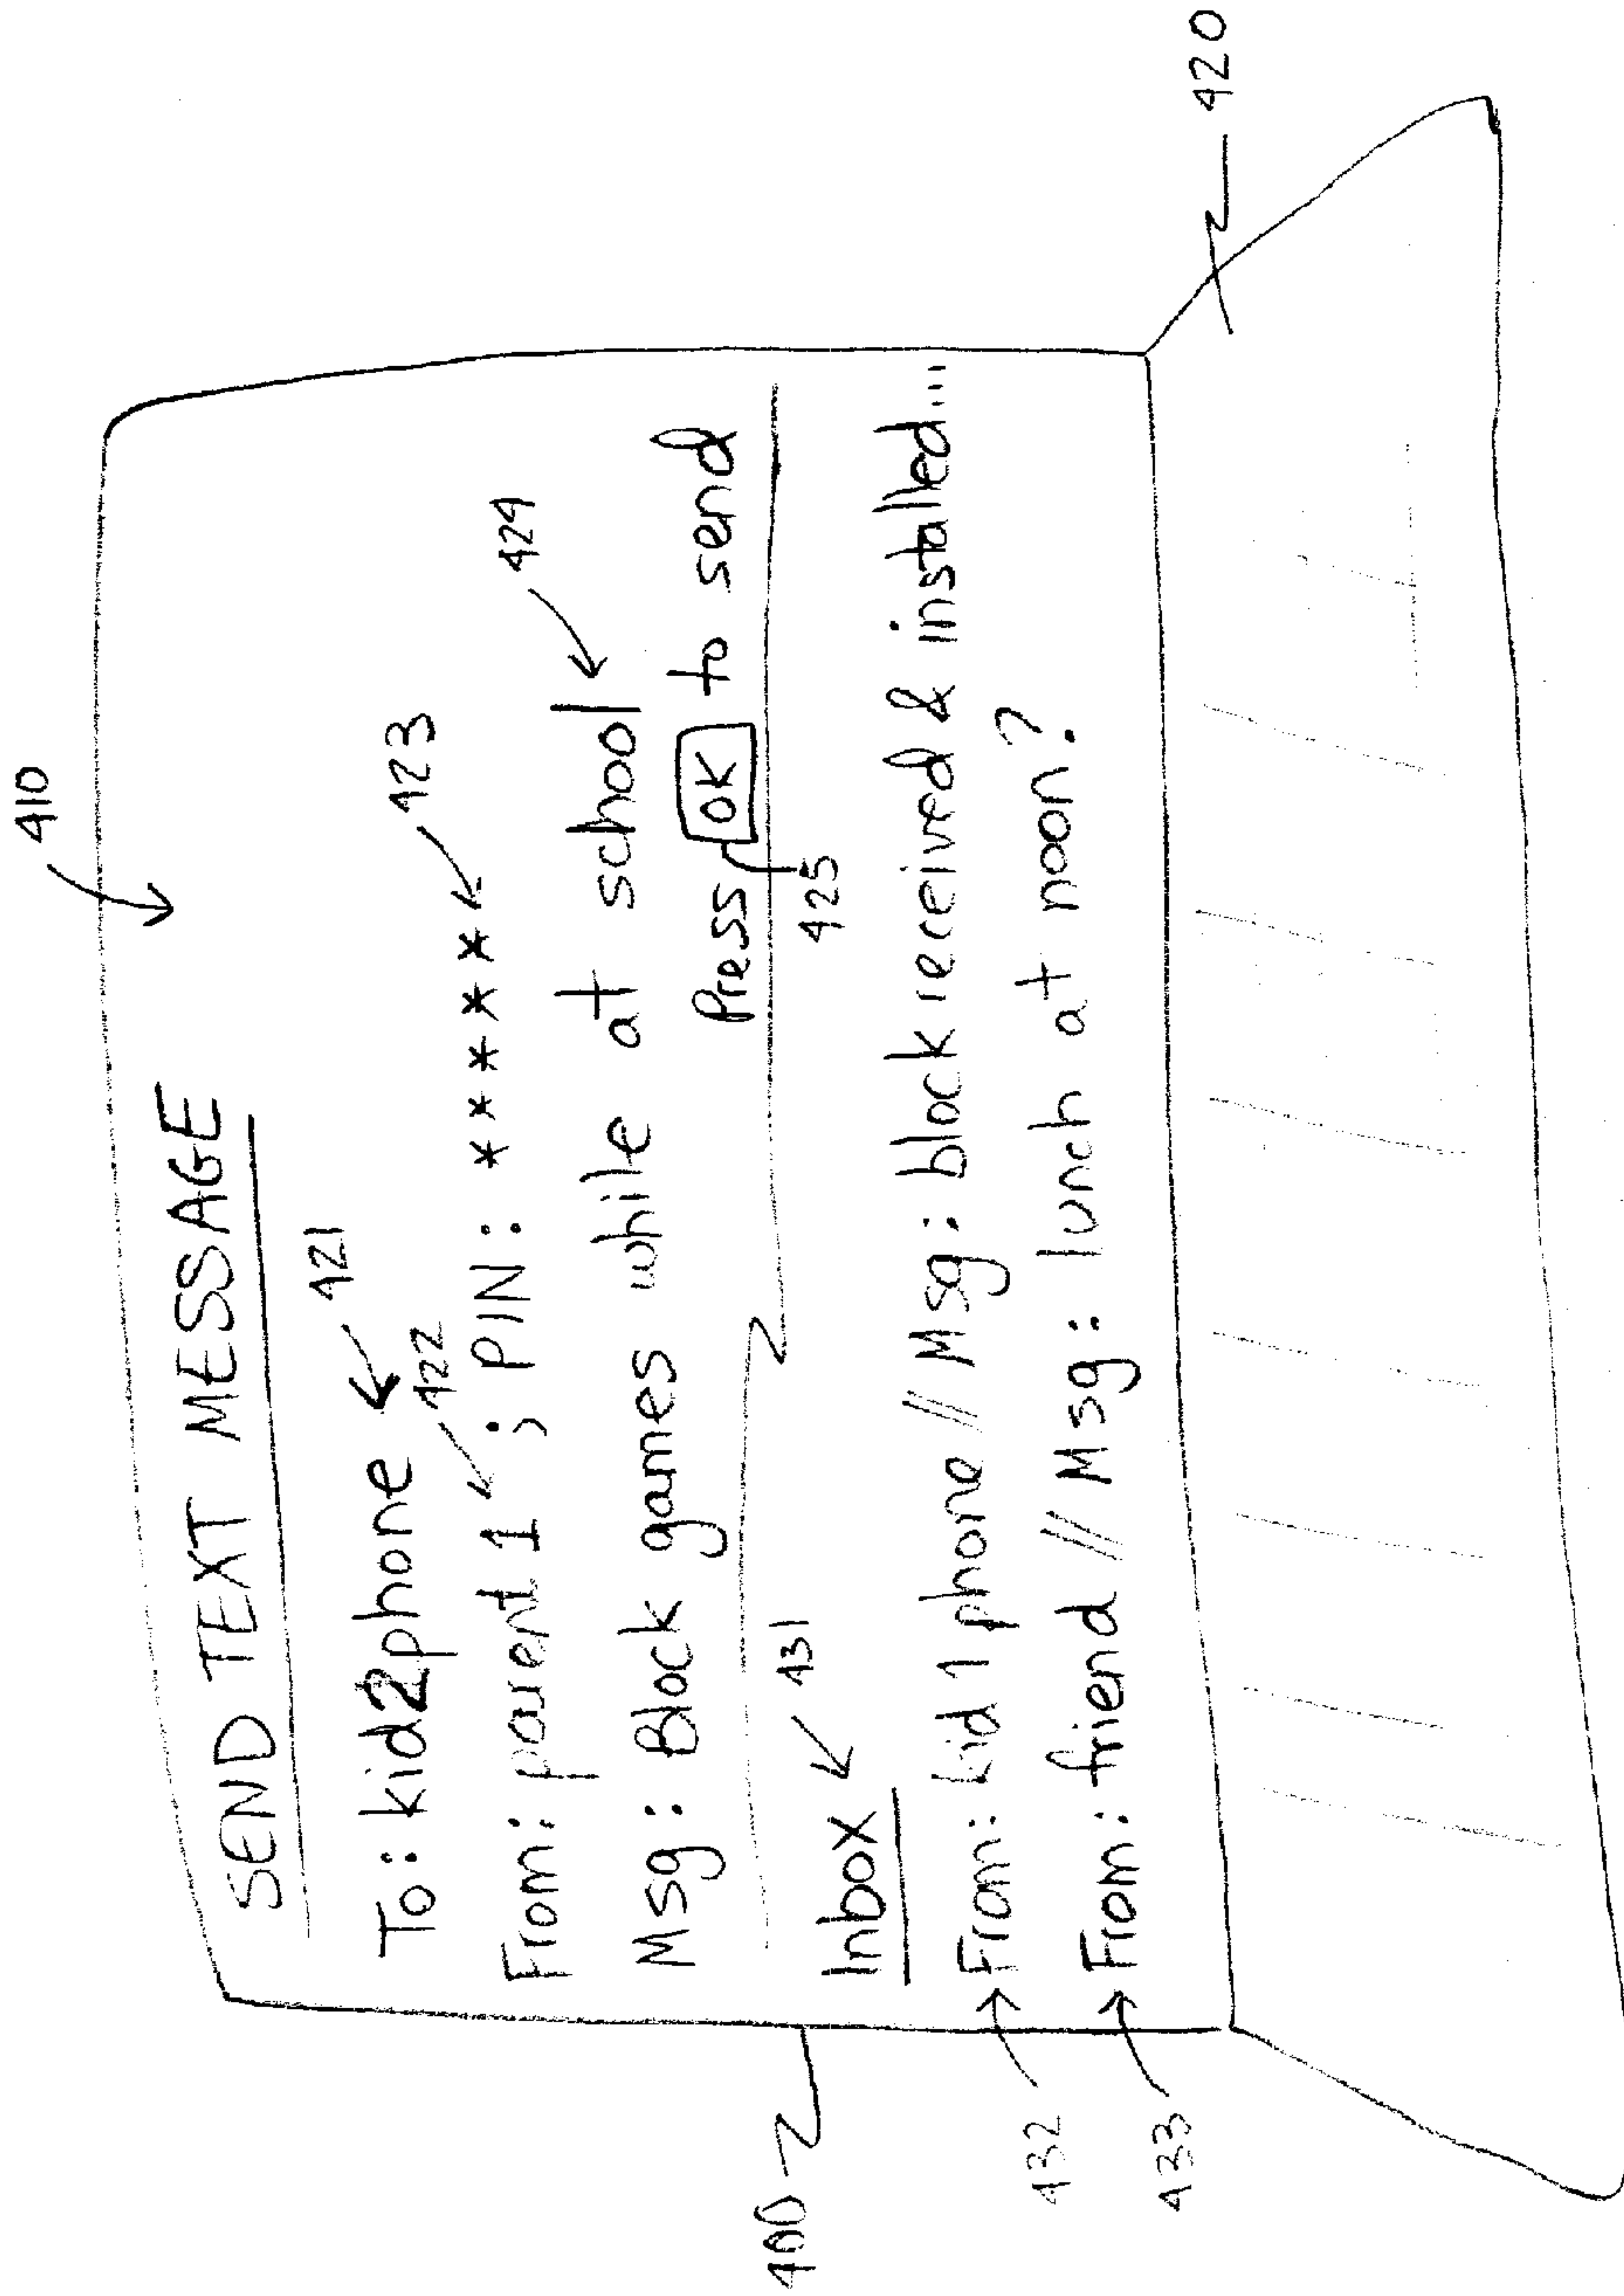 410
SEND TEXT MESSAGE
To: kid2phone 421
422
From: parent 1 ; PIN: ****** 423
Msg: Block games while at school 424
Press OK to send
425
400
Inbox 431
432 From: kid 1 phone // Msg: block received & installed...
433 From: friend // Msg: lunch at noon?
420